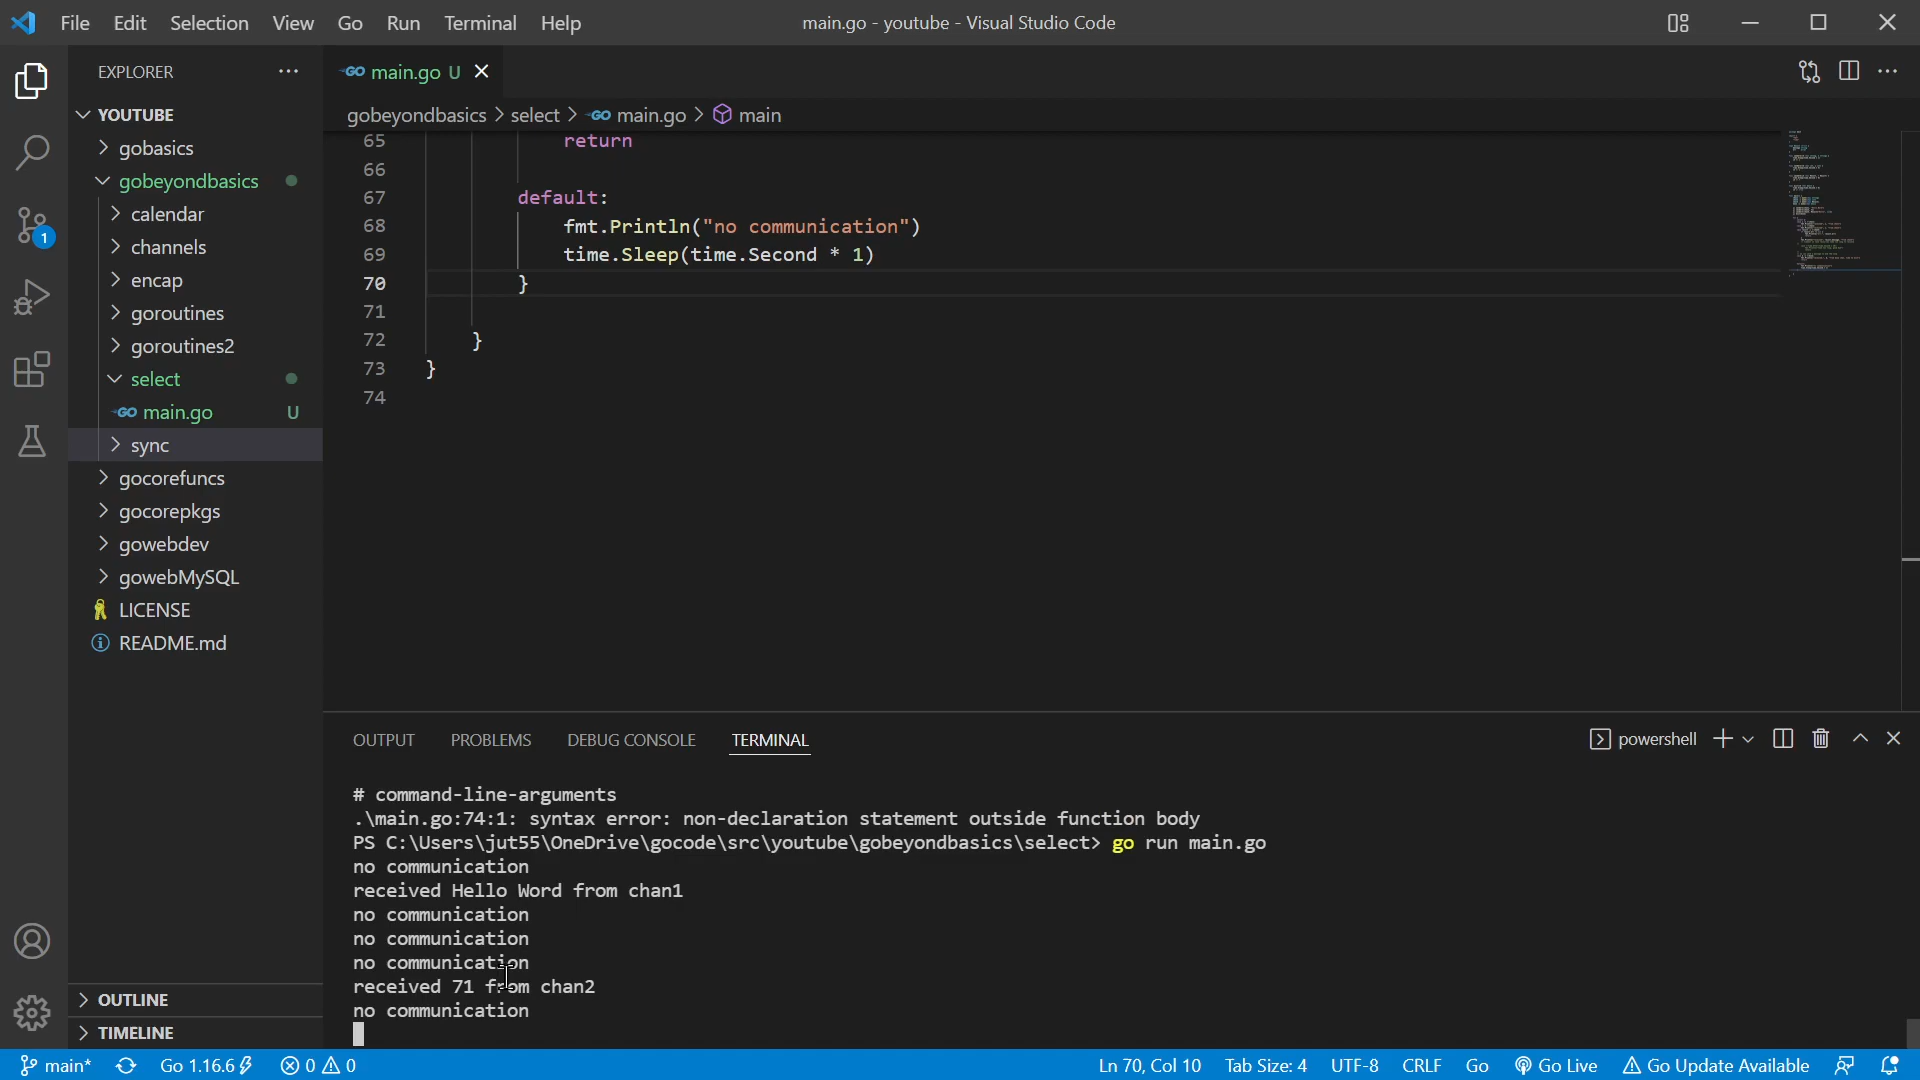 File Edit Selection View Go Run Terminal Help
main.go - youtube - Visual Studio Code
EXPLORER
YOUTUBE
gobasics
gobeyondbasics
calendar
channels
encap
goroutines
goroutines2
select
GO main.go U
sync
gocorefuncs
gocorepkgs
gowebdev
gowebMySQL
LICENSE
README.md
OUTLINE
TIMELINE
1
GO main.go U
gobeyondbasics > select > GO main.go > main
65 return
66
67 default:
68 fmt.Println("no communication")
69 time.Sleep(time.Second * 1)
70 }
71
72 }
73 }
74
OUTPUT PROBLEMS DEBUG CONSOLE TERMINAL
powershell
# command-line-arguments
.\main.go:74:1: syntax error: non-declaration statement outside function body
PS C:\Users\jut55\OneDrive\gocode\src\youtube\gobeyondbasics\select> go run main.go
no communication
received Hello Word from chan1
no communication
no communication
no communication
received 71 from chan2
no communication
main* Go 1.16.6 0 0 Ln 70, Col 10 Tab Size: 4 UTF-8 CRLF Go Go Live Go Update Available